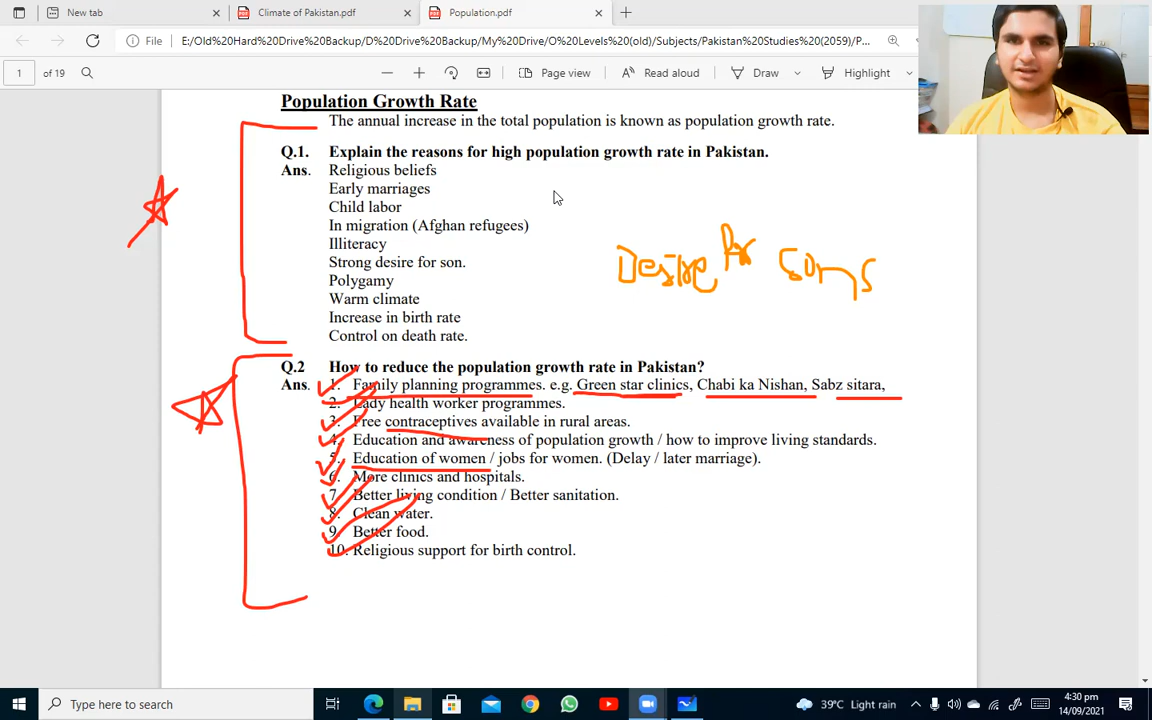 New tab
Climate of Pakistan.pdf
Population.pdf
File
E:/Old%20Hard%20Drive%20Backup/D%20Drive%20Backup/My%20Drive/O%20Levels%20(old)/Subjects/Pakistan%20Studies%20(2059)/P...
1 of 19
Page view
Read aloud
Draw
Highlight
Population Growth Rate
The annual increase in the total population is known as population growth rate.
Q.1. Explain the reasons for high population growth rate in Pakistan.
Ans. Religious beliefs
Early marriages
Child labor
In migration (Afghan refugees)
Illiteracy
Strong desire for son.
Polygamy
Warm climate
Increase in birth rate
Control on death rate.
Desire for sons
Q.2 How to reduce the population growth rate in Pakistan?
Ans. 1. Family planning programmes. e.g. Green star clinics, Chabi ka Nishan, Sabz sitara,
2. Lady health worker programmes.
3. Free contraceptives available in rural areas.
4. Education and awareness of population growth / how to improve living standards.
5. Education of women / jobs for women. (Delay / later marriage).
6. More clinics and hospitals.
7. Better living condition / Better sanitation.
8. Clean water.
9. Better food.
10. Religious support for birth control.
Type here to search
39°C Light rain
4:30 pm
14/09/2021